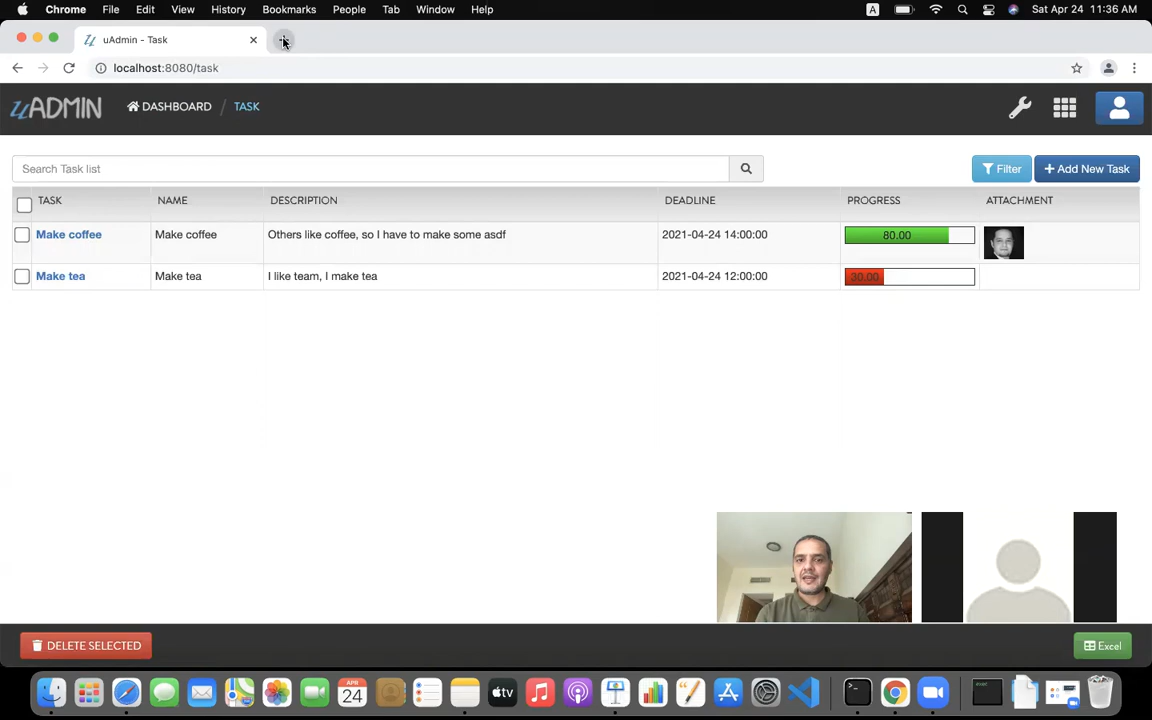 Chrome File Edit View History Bookmarks People Tab Window Help A Sat Apr 24 11:36 AM
uAdmin - Task
localhost:8080/task
uADMIN DASHBOARD / TASK
Search Task list Filter + Add New Task
TASK NAME DESCRIPTION DEADLINE PROGRESS ATTACHMENT
Make coffee Make coffee Others like coffee, so I have to make some asdf 2021-04-24 14:00:00 80.00
Make tea Make tea I like team, I make tea 2021-04-24 12:00:00 30.00
DELETE SELECTED Excel
APR
24
tv